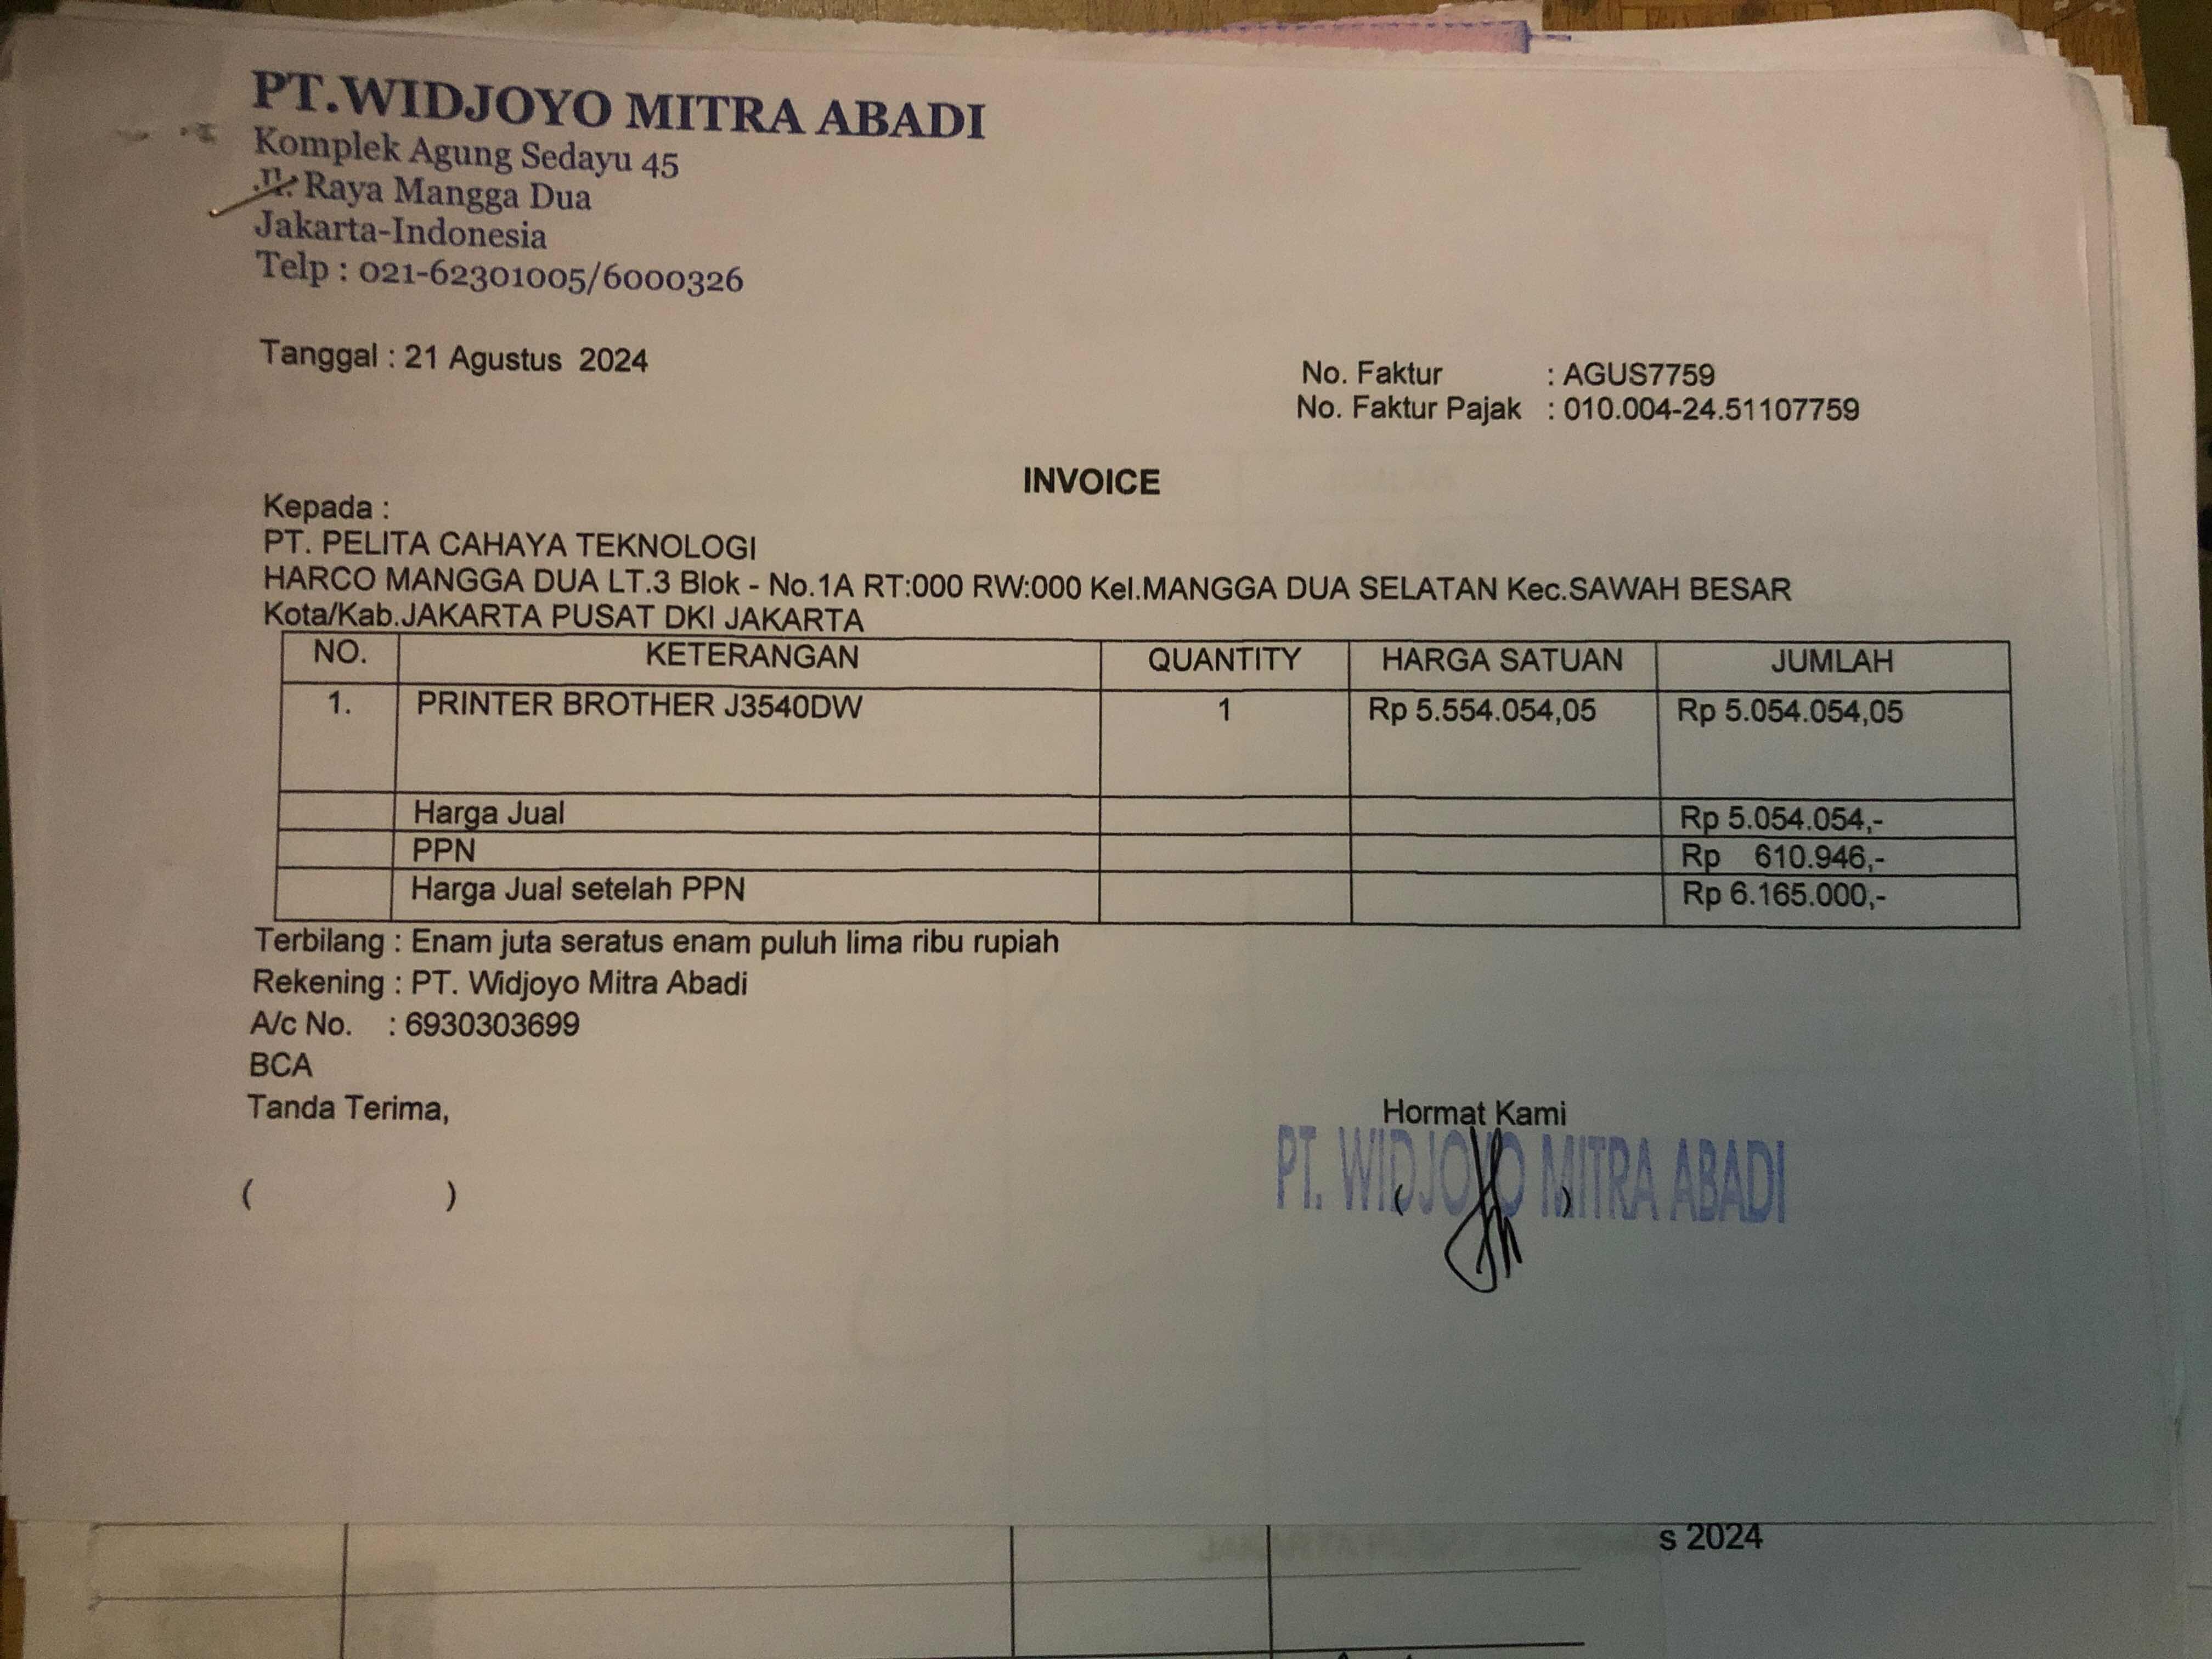 PT.WIDJOYO MITRA ABADI
Komplek Agung Sedayu 45
Jl. Raya Mangga Dua
Jakarta-Indonesia
Telp : 021-62301005/6000326
Tanggal : 21 Agustus 2024
No. Faktur : AGUS7759
No. Faktur Pajak : 010.004-24.51107759
INVOICE
Kepada :
PT. PELITA CAHAYA TEKNOLOGI
HARCO MANGGA DUA LT.3 Blok - No.1A RT:000 RW:000 Kel.MANGGA DUA SELATAN Kec.SAWAH BESAR
Kota/Kab.JAKARTA PUSAT DKI JAKARTA
NO. KETERANGAN QUANTITY HARGA SATUAN JUMLAH
1. PRINTER BROTHER J3540DW 1 Rp 5.554.054,05 Rp 5.054.054,05
Harga Jual Rp 5.054.054,-
PPN Rp 610.946,-
Harga Jual setelah PPN Rp 6.165.000,-
Terbilang : Enam juta seratus enam puluh lima ribu rupiah
Rekening : PT. Widjoyo Mitra Abadi
A/c No. : 6930303699
BCA
Tanda Terima,
Hormat Kami
PT. WIDJOYO MITRA ABADI
( )
( )
s 2024